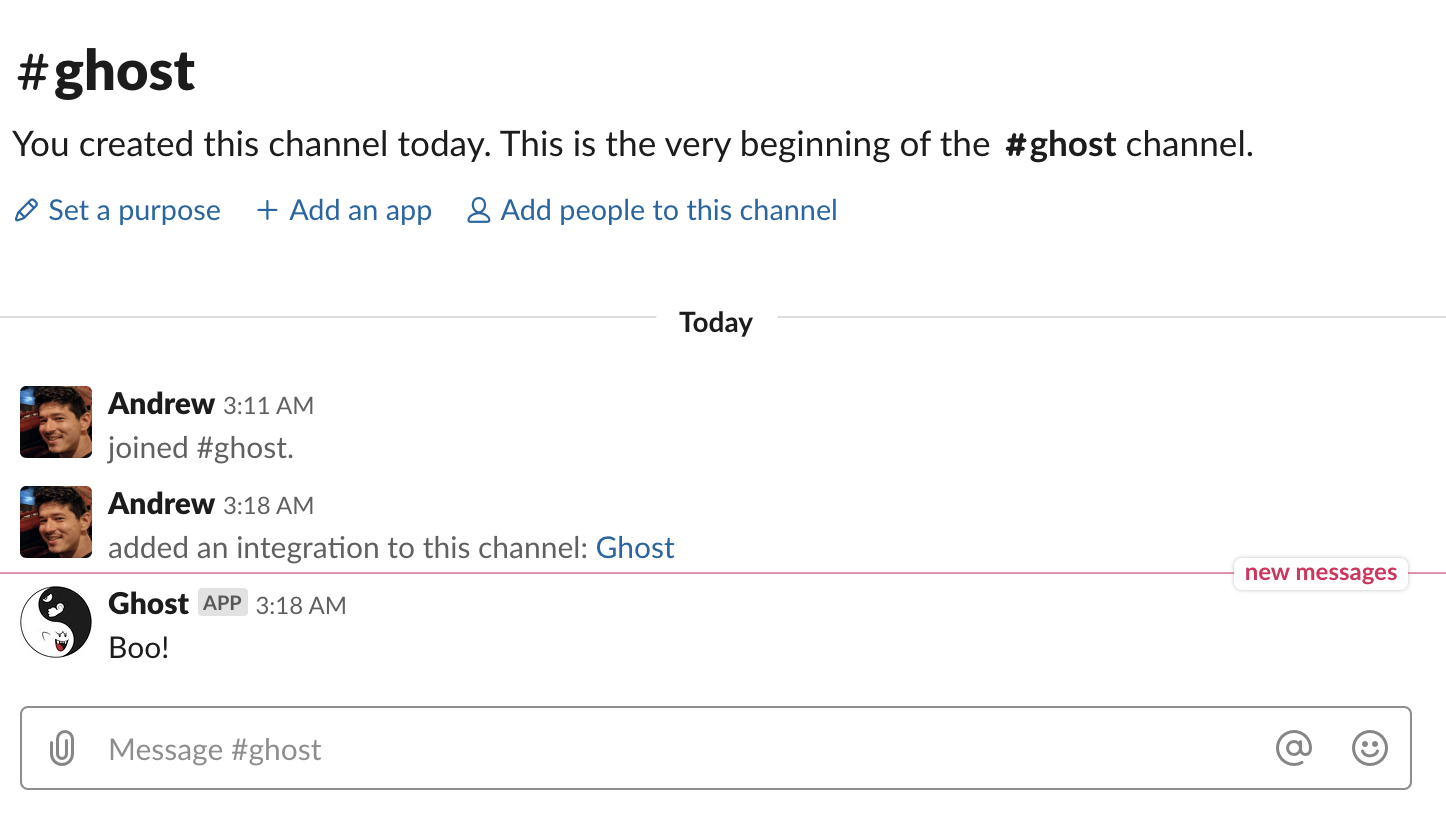 #ghost
You created this channel today. This is the very beginning of the #ghost channel.
Set a purpose + Add an app Add people to this channel
Today
Andrew 3:11 AM
joined #ghost.
Andrew 3:18 AM
added an integration to this channel: Ghost
new messages
Ghost APP 3:18 AM
Boo!
Message #ghost @